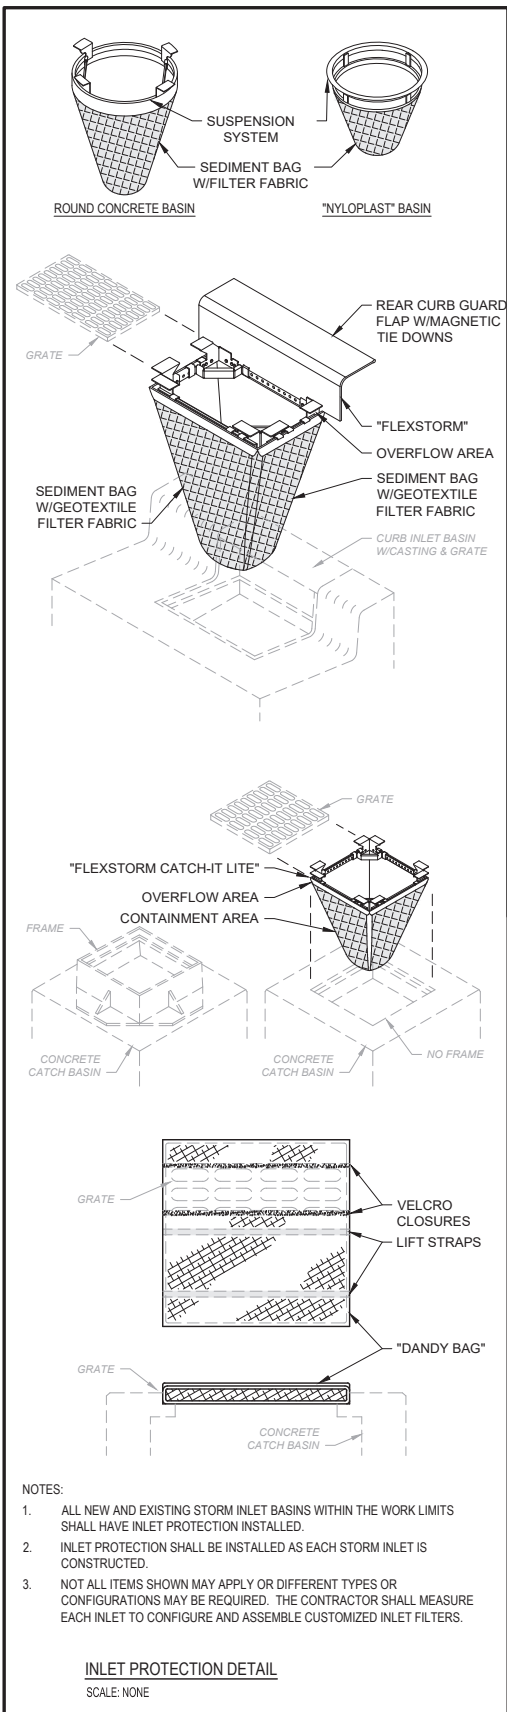 SUSPENSION
SYSTEM
SEDIMENT BAG
W/FILTER FABRIC
ROUND CONCRETE BASIN
"NYLOPLAST" BASIN
GRATE
REAR CURB GUARD
FLAP W/MAGNETIC
TIE DOWNS
"FLEXSTORM"
OVERFLOW AREA
SEDIMENT BAG
W/GEOTEXTILE
FILTER FABRIC
SEDIMENT BAG
W/GEOTEXTILE
FILTER FABRIC
CURB INLET BASIN
W/CASTING & GRATE
GRATE
"FLEXSTORM CATCH-IT LITE"
OVERFLOW AREA
CONTAINMENT AREA
FRAME
CONCRETE
CATCH BASIN
CONCRETE
CATCH BASIN
NO FRAME
GRATE
VELCRO
CLOSURES
LIFT STRAPS
"DANDY BAG"
GRATE
CONCRETE
CATCH BASIN
NOTES:
1. ALL NEW AND EXISTING STORM INLET BASINS WITHIN THE WORK LIMITS
SHALL HAVE INLET PROTECTION INSTALLED.
2. INLET PROTECTION SHALL BE INSTALLED AS EACH STORM INLET IS
CONSTRUCTED.
3. NOT ALL ITEMS SHOWN MAY APPLY OR DIFFERENT TYPES OR
CONFIGURATIONS MAY BE REQUIRED. THE CONTRACTOR SHALL MEASURE
EACH INLET TO CONFIGURE AND ASSEMBLE CUSTOMIZED INLET FILTERS.
INLET PROTECTION DETAIL
SCALE: NONE